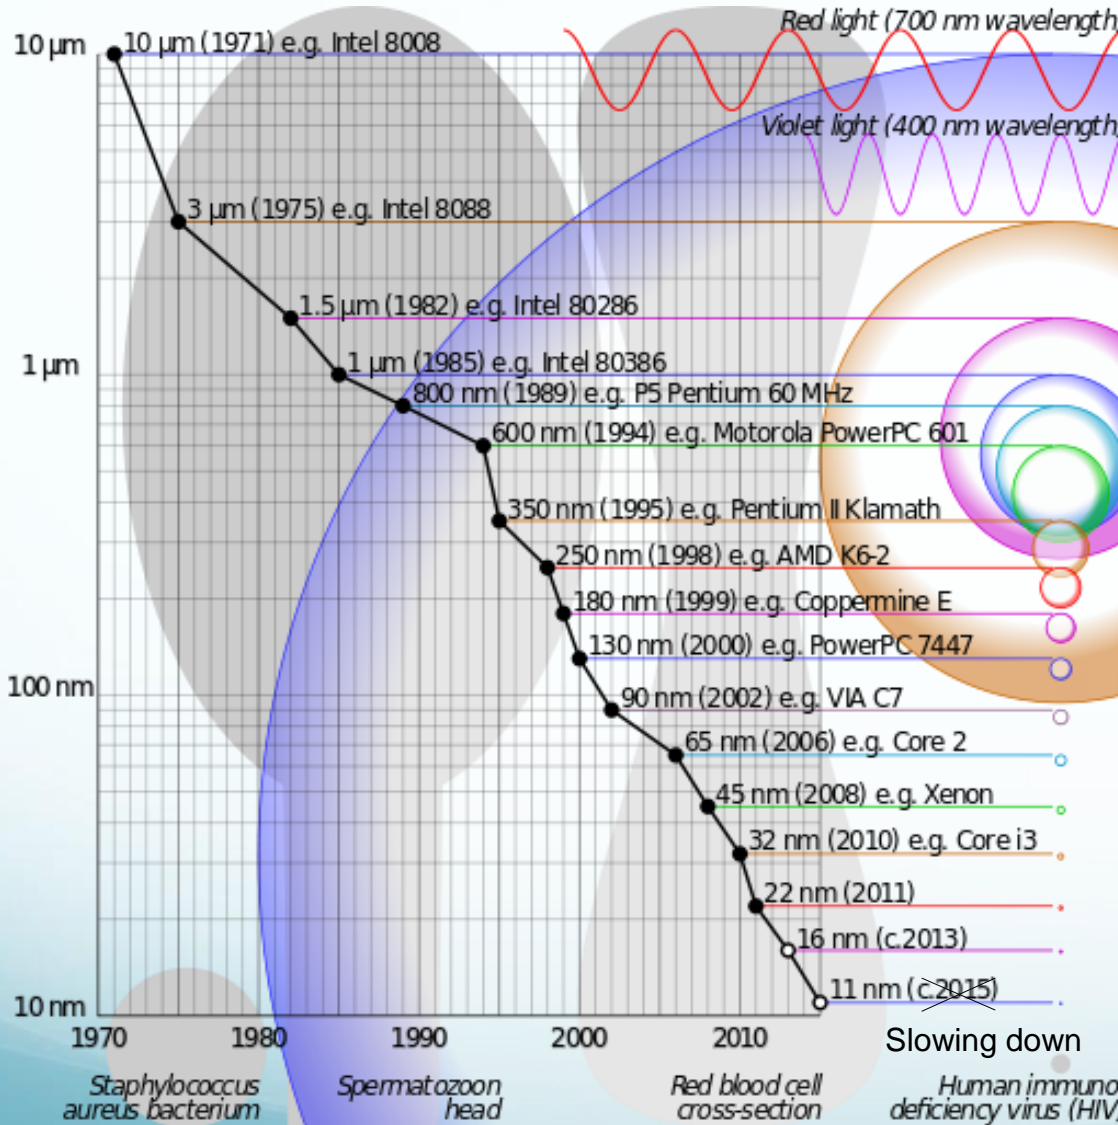 Red light (700 nm wavelength
10 µm
10 µm (1971) e.g. Intel 8008
Violet light (400 nm wavelength
3 µm (1975) e.g. Intel 8088
1.5 µm (1982) e.g. Intel 80286
1 µm
1 µm (1985) e.g. Intel 80386
800 nm (1989) e.g. P5 Pentium 60 MHz
600 nm (1994) e.g. Motorola PowerPC 601
350 nm (1995) e.g. Pentium II Klamath
250 nm (1998) e.g. AMD K6-2
180 nm (1999) e.g. Coppermine E
130 nm (2000) e.g. PowerPC 7447
100 nm
90 nm (2002) e.g. VIA C7
65 nm (2006) e.g. Core 2
45 nm (2008) e.g. Xenon
32 nm (2010) e.g. Core i3
22 nm (2011)
16 nm (c.2013)
11 nm (c.2015)
10 nm
1970 1980 1990 2000 2010
Slowing down
Staphylococcus
aureus bacterium
Spermatozoon
head
Red blood cell
cross-section
Human immuno
deficiency virus (HIV)